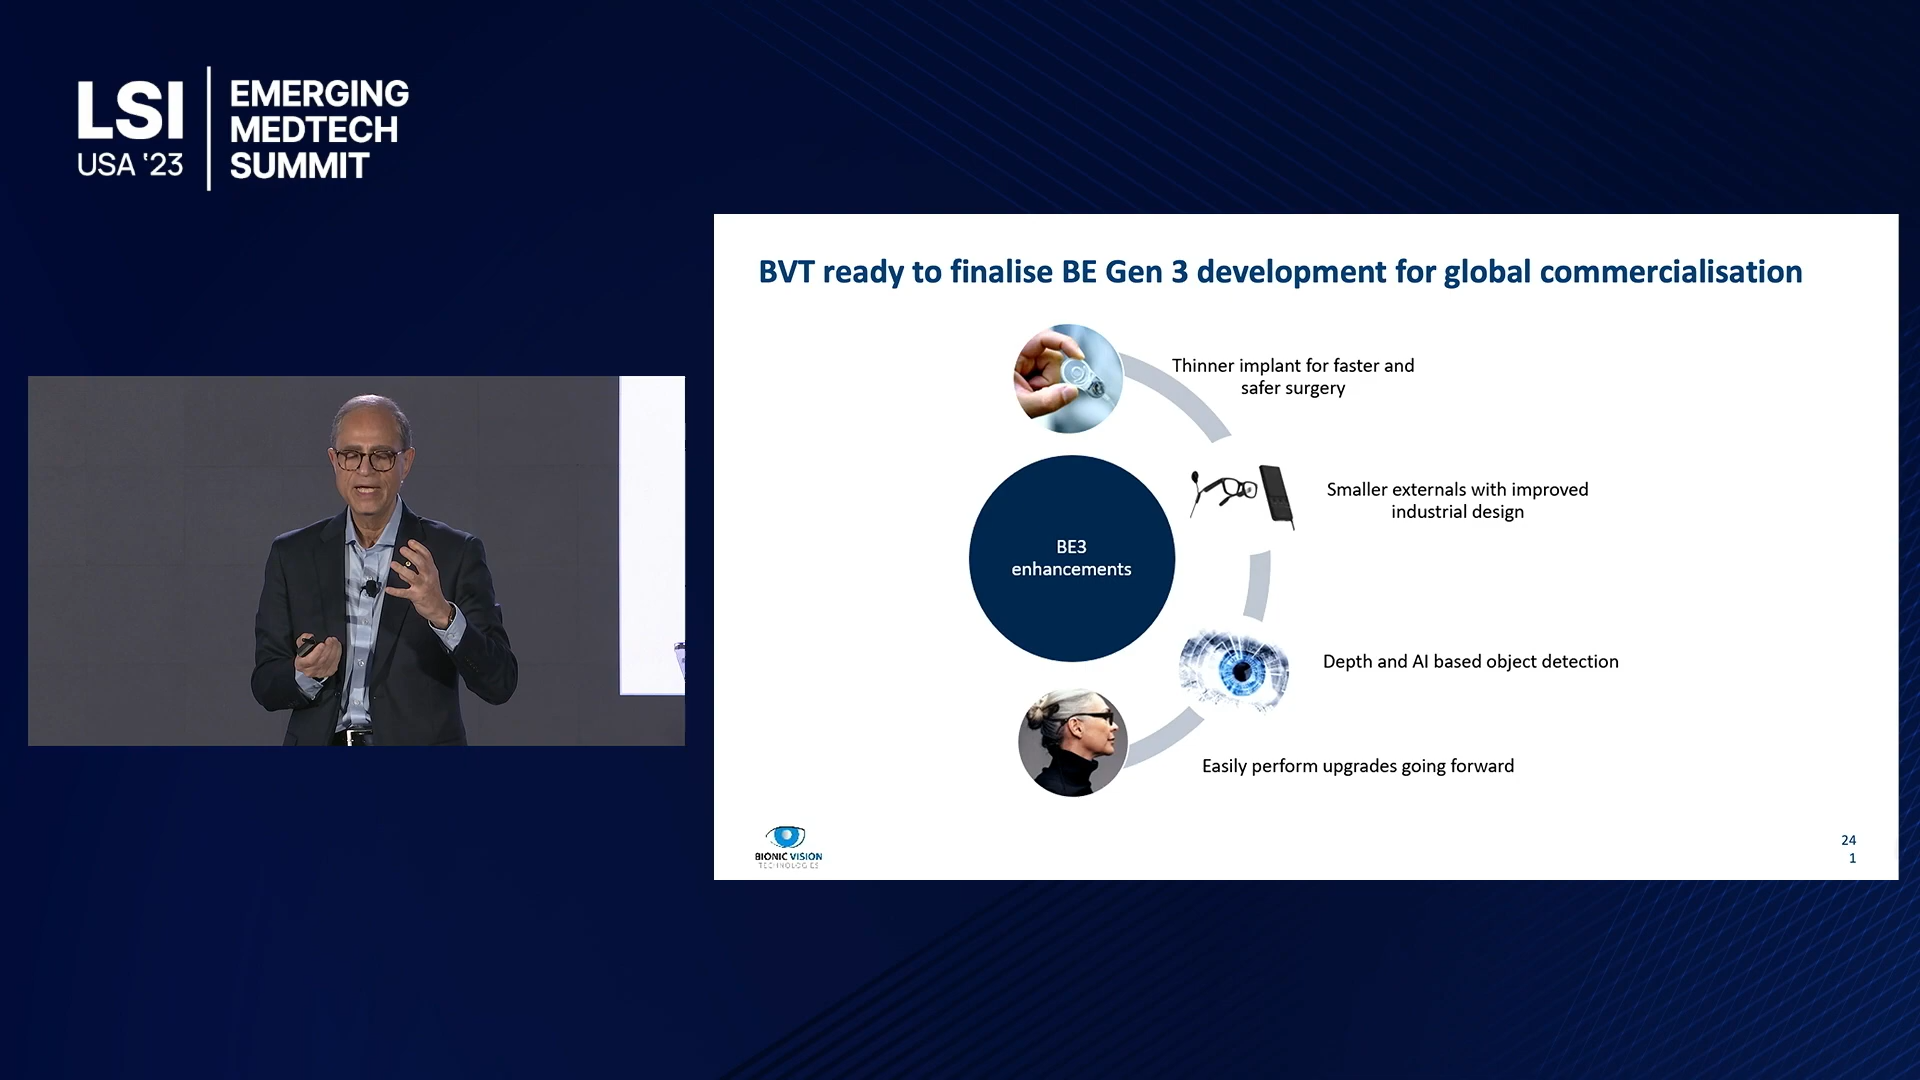 LSI
USA '23
EMERGING
MEDTECH
SUMMIT
BVT ready to finalise BE Gen 3 development for global commercialisation
Thinner implant for faster and
safer surgery
Smaller externals with improved
industrial design
BE3
enhancements
Depth and AI based object detection
Easily perform upgrades going forward
BIONIC VISION
TECHNOLOGIES
24
1